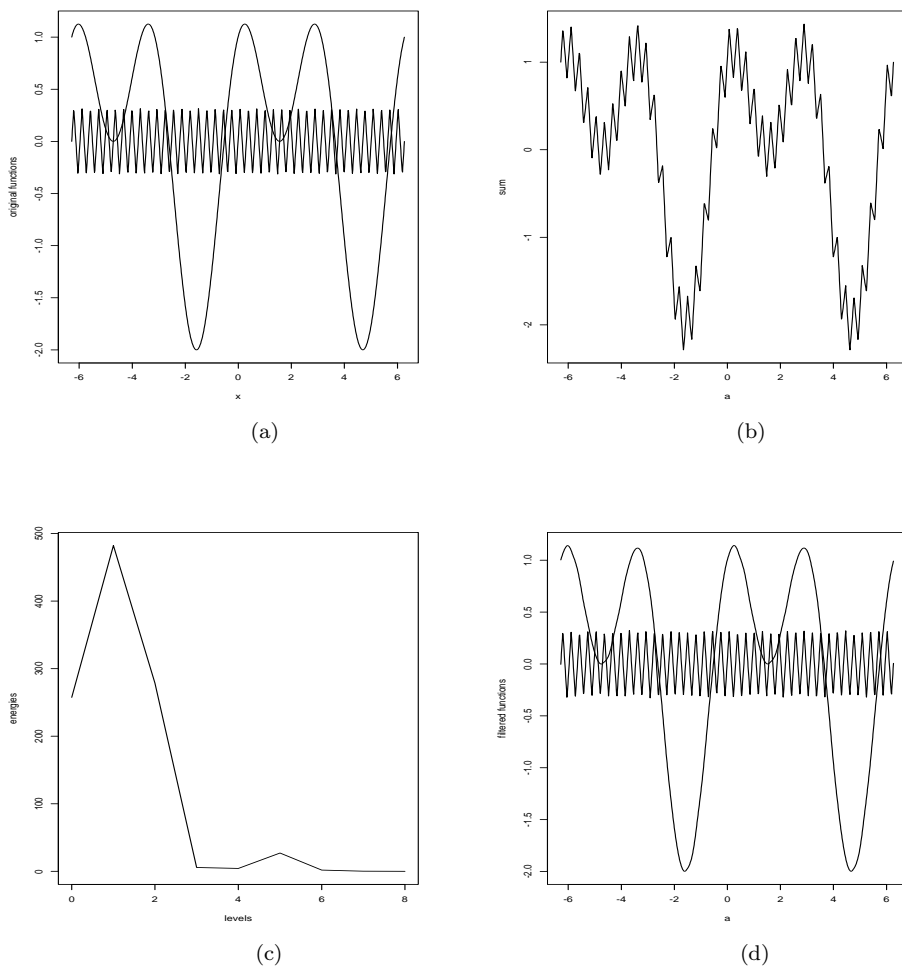 original functions
1.0
0.5
0.0
-0.5
-1.0
-1.5
-2.0
-6 -4 -2 0 2 4 6
x
(a)
sum
1
0
-1
-2
-6 -4 -2 0 2 4 6
a
(b)
energies
500
400
300
200
100
0
0 2 4 6 8
levels
(c)
filtered functions
1.0
0.5
0.0
-0.5
-1.0
-1.5
-2.0
-6 -4 -2 0 2 4 6
a
(d)